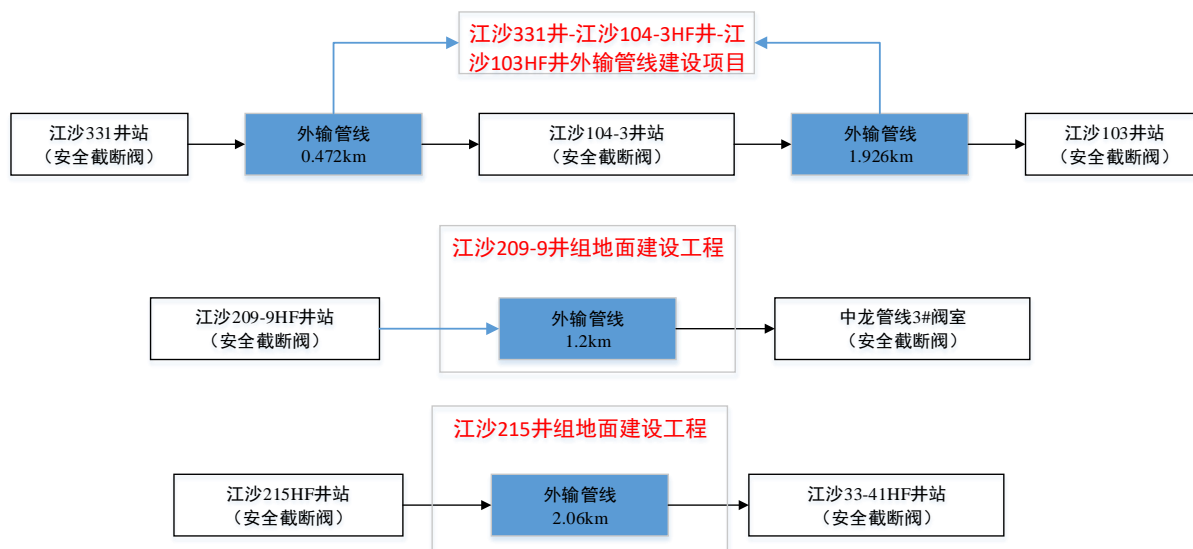 江沙331井-江沙104-3HF井-江
沙103HF井外输管线建设项目
江沙331井站
（安全截断阀）
外输管线
0.472km
江沙104-3井站
（安全截断阀）
外输管线
1.926km
江沙103井站
（安全截断阀）
江沙209-9井组地面建设工程
江沙209-9HF井站
（安全截断阀）
外输管线
1.2km
中龙管线3#阀室
（安全截断阀）
江沙215井组地面建设工程
江沙215HF井站
（安全截断阀）
外输管线
2.06km
江沙33-41HF井站
（安全截断阀）